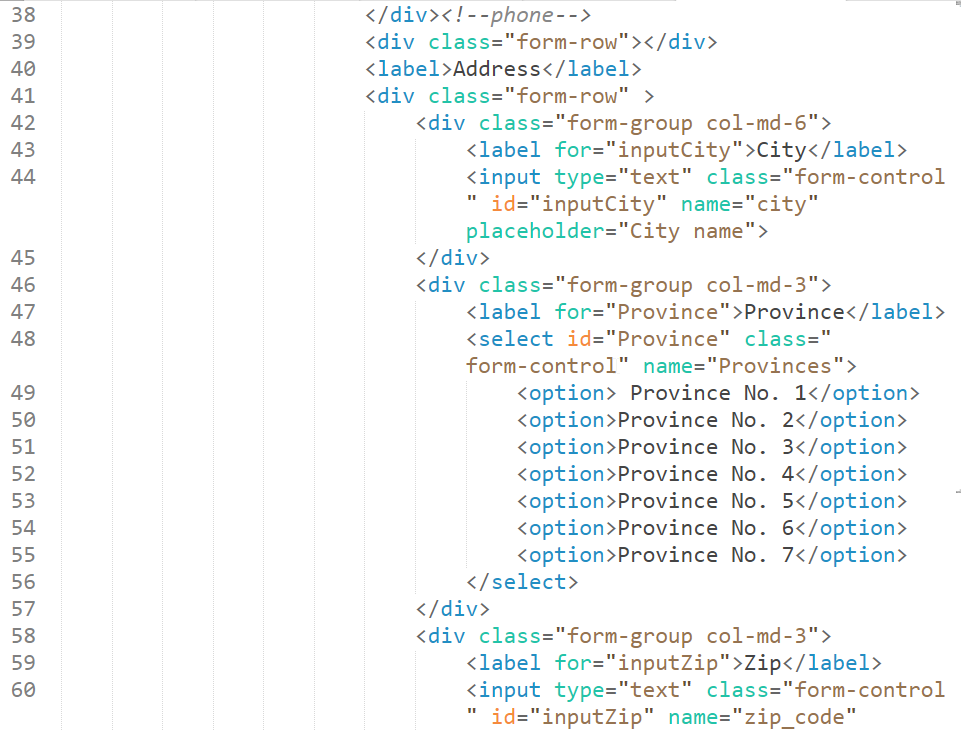 38 </div><!--phone-->
39 <div class="form-row"></div>
40 <label>Address</label>
41 <div class="form-row" >
42 <div class="form-group col-md-6">
43 <label for="inputCity">City</label>
44 <input type="text" class="form-control
" id="inputCity" name="city"
placeholder="City name">
45 </div>
46 <div class="form-group col-md-3">
47 <label for="Province">Province</label>
48 <select id="Province" class="
form-control" name="Provinces">
49 <option> Province No. 1</option>
50 <option>Province No. 2</option>
51 <option>Province No. 3</option>
52 <option>Province No. 4</option>
53 <option>Province No. 5</option>
54 <option>Province No. 6</option>
55 <option>Province No. 7</option>
56 </select>
57 </div>
58 <div class="form-group col-md-3">
59 <label for="inputZip">Zip</label>
60 <input type="text" class="form-control
" id="inputZip" name="zip_code"